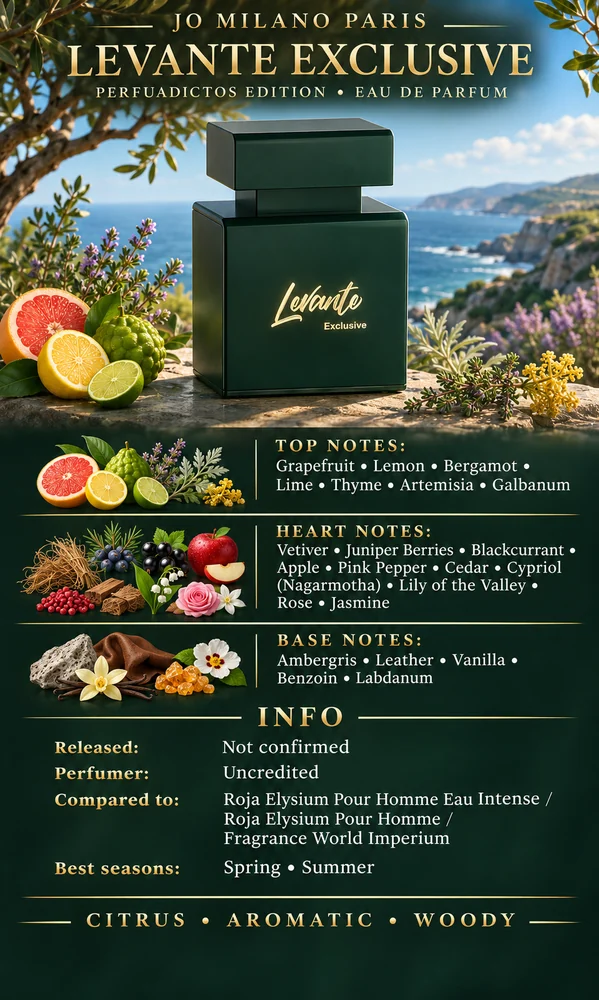 JO MILANO PARIS
LEVANTE EXCLUSIVE
PERFUADICTOS EDITION • EAU DE PARFUM
Levante
Exclusive
TOP NOTES:
Grapefruit • Lemon • Bergamot •
Lime • Thyme • Artemisia • Galbanum
HEART NOTES:
Vetiver • Juniper Berries • Blackcurrant •
Apple • Pink Pepper • Cedar • Cypriol
(Nagarmotha) • Lily of the Valley •
Rose • Jasmine
BASE NOTES:
Ambergris • Leather • Vanilla •
Benzoin • Labdanum
INFO
Released: Not confirmed
Perfumer: Uncredited
Compared to: Roja Elysium Pour Homme Eau Intense /
Roja Elysium Pour Homme /
Fragrance World Imperium
Best seasons: Spring • Summer
CITRUS • AROMATIC • WOODY